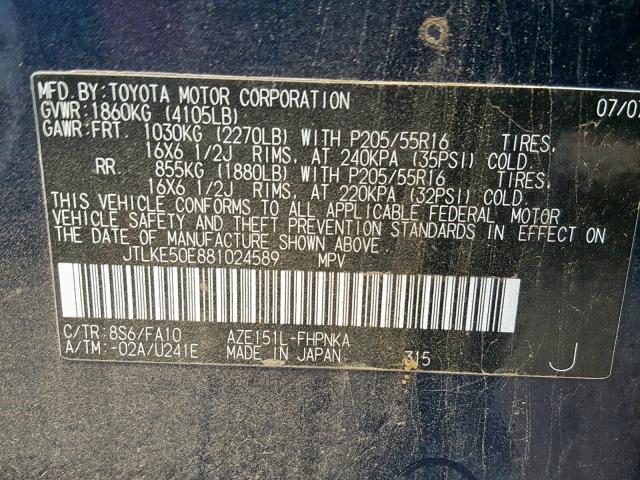 MFD.BY:TOYOTA MOTOR CORPORATION 07/07
GVWR:1860KG (4105LB)
GAWR:FRT. 1030KG (2270LB) WITH P205/55R16 TIRES,
16X6 1/2J RIMS, AT 240KPA (35PSI) COLD.
RR. 855KG (1880LB) WITH P205/55R16 TIRES,
16X6 1/2J RIMS, AT 220KPA (32PSI) COLD.
THIS VEHICLE CONFORMS TO ALL APPLICABLE FEDERAL MOTOR
VEHICLE SAFETY AND THEFT PREVENTION STANDARDS IN EFFECT ON
THE DATE OF MANUFACTURE SHOWN ABOVE.
JTLKE50E881024589 MPV
C/TR:8S6/FA10 AZE151L-FHPNKA
A/TM:-02A/U241E MADE IN JAPAN 315 J